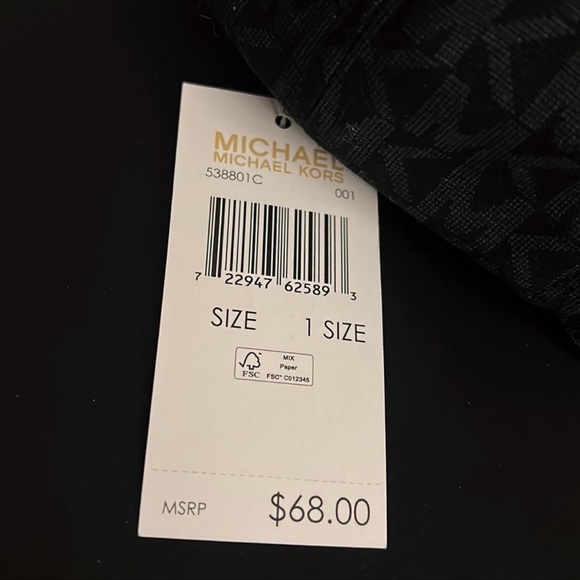 MICHAEL
MICHAEL KORS
538801C 001
7 22947 62589 3
SIZE 1 SIZE
FSC
MIX
Paper
FSC® C012345
MSRP $68.00